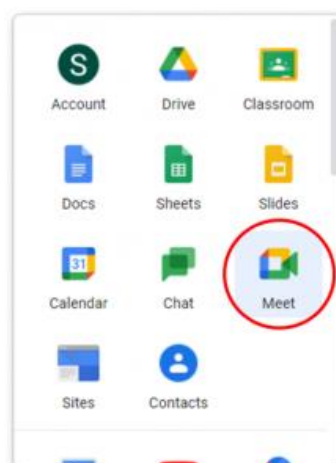 S
Account Drive Classroom
Docs Sheets Slides
31
Calendar Chat Meet
Sites Contacts